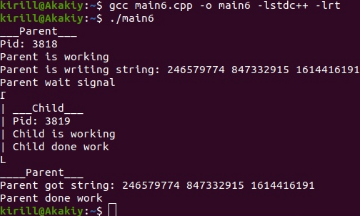 kirill@Akakiy:~$ gcc main6.cpp -o main6 -lstdc++ -lrt
kirill@Akakiy:~$ ./main6
___Parent___
Pid: 3818
Parent is working
Parent is writing string: 246579774 847332915 1614416191
Parent wait signal
Г
| ___Child___
| Pid: 3819
| Child is working
| Child done work
L
____Parent___
Parent got string: 246579774 847332915 1614416191
Parent done work _
kirill@Akakiy:~$